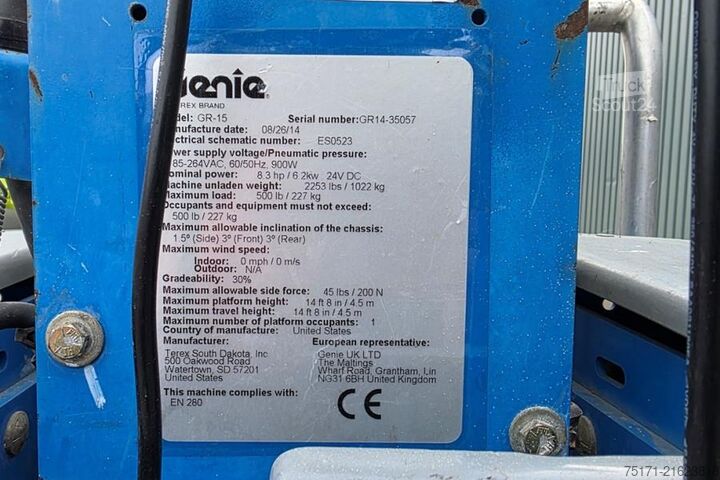 Genie
TEREX BRAND
Model: GR-15 Serial number:GR14-35057
Manufacture date: 08/26/14
Electrical schematic number: ES0523
Power supply voltage/Pneumatic pressure:
85-264VAC, 60/50Hz, 900W
Nominal power: 8.3 hp / 6.2kw 24V DC
Machine unladen weight: 2253 lbs / 1022 kg
Maximum load: 500 lb / 227 kg
Occupants and equipment must not exceed:
500 lb / 227 kg
Maximum allowable inclination of the chassis:
1.5º (Side) 3º (Front) 3º (Rear)
Maximum wind speed:
Indoor: 0 mph / 0 m/s
Outdoor: N/A
Gradeability: 30%
Maximum allowable side force: 45 lbs / 200 N
Maximum platform height: 14 ft 8 in / 4.5 m
Maximum travel height: 14 ft 8 in / 4.5 m
Maximum number of platform occupants: 1
Country of manufacture: United States
Manufacturer: European representative:
Terex South Dakota, Inc Genie UK LTD
500 Oakwood Road The Maltings
Watertown, SD 57201 Wharf Road, Grantham, Lin
United States NG31 6BH United Kingdom
This machine complies with:
EN 280
CE
Truck
Scout24